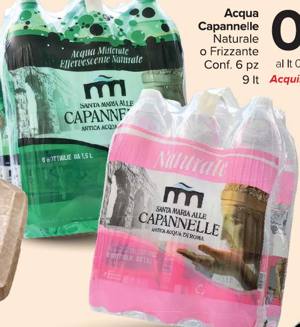 Acqua
Capannelle
Naturale
o Frizzante
Conf. 6 pz
9 lt
0
al lt 0
Acqui
Acqua Minerale
Effervescente Naturale
SANTA MARIA ALLE
CAPANNELLE
ANTICA ACQUA
6 BOTTIGLIE DA 1,5 L
Naturale
SANTA MARIA ALLE
CAPANNELLE
ANTICA ACQUA DI ROMA